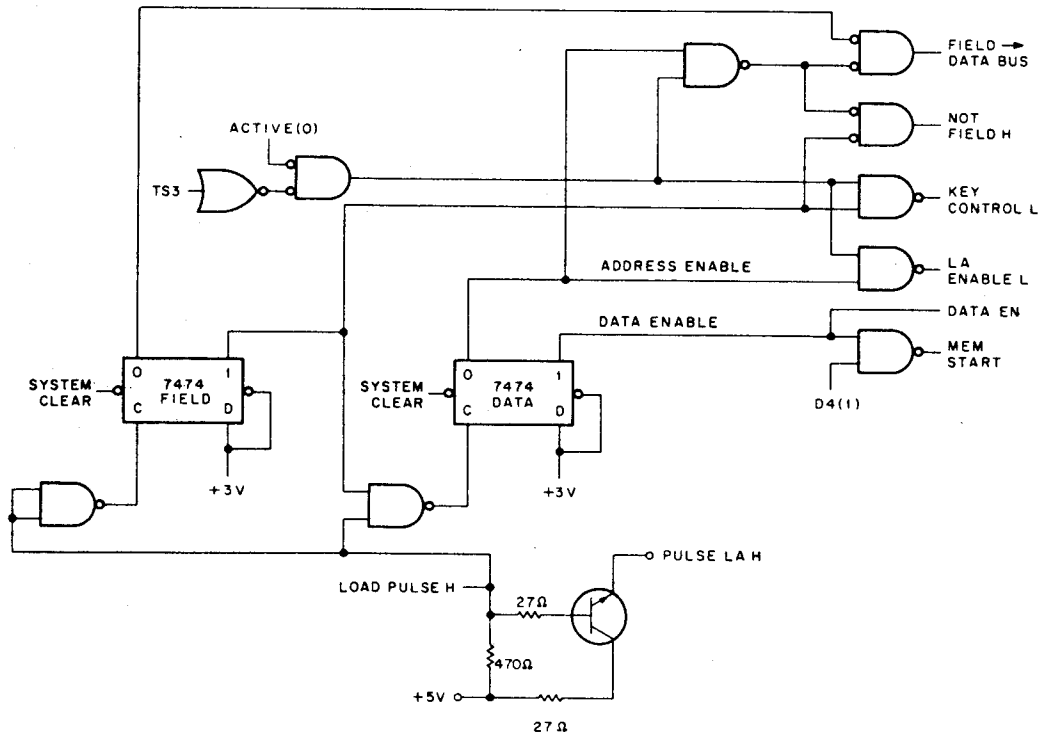 FIELD →
DATA BUS
NOT
FIELD H
ACTIVE(0)
TS3
KEY
CONTROL L
ADDRESS ENABLE
LA
ENABLE L
DATA ENABLE
DATA EN
MEM
START
D4(1)
0 1
7474
FIELD
C D
SYSTEM
CLEAR
+3V
0 1
7474
DATA
C D
SYSTEM
CLEAR
+3V
PULSE LA H
LOAD PULSE H
27Ω
470Ω
+5V
27Ω